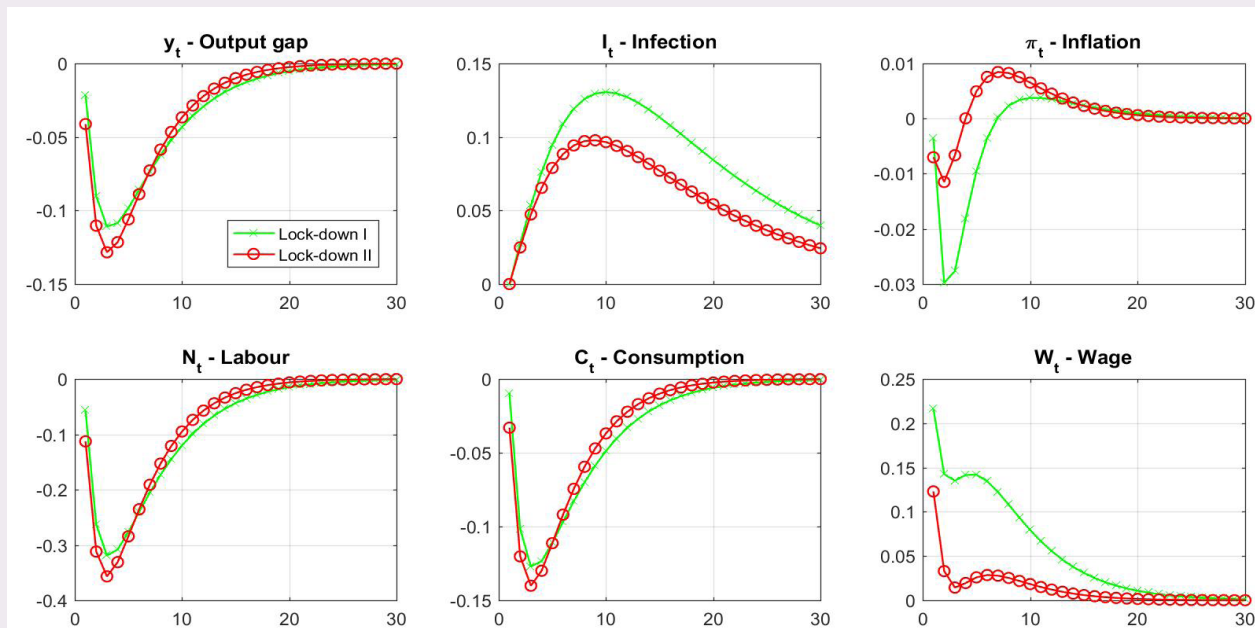 y_t - Output gap
0
-0.05
-0.1
-0.15
0 10 20 30
Lock-down I
Lock-down II
I_t - Infection
0.15
0.1
0.05
0
0 10 20 30
π_t - Inflation
0.01
0
-0.01
-0.02
-0.03
0 10 20 30
N_t - Labour
0
-0.1
-0.2
-0.3
-0.4
0 10 20 30
C_t - Consumption
0
-0.05
-0.1
-0.15
0 10 20 30
W_t - Wage
0.25
0.2
0.15
0.1
0.05
0
0 10 20 30